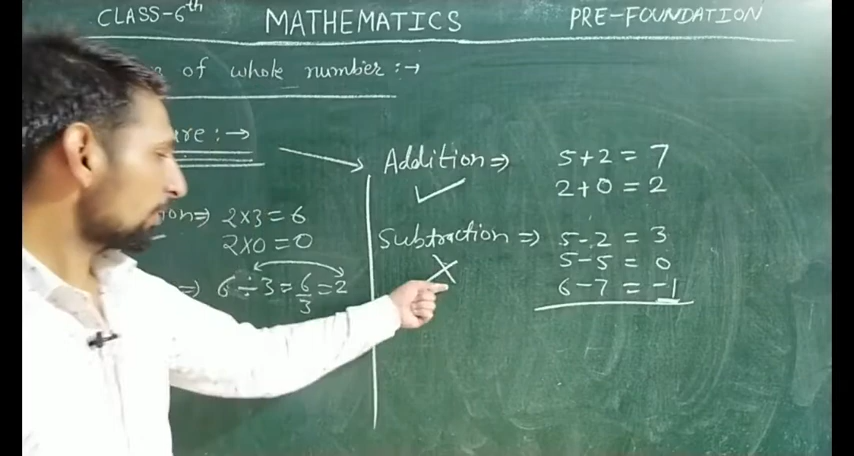 CLASS-6th MATHEMATICS PRE-FOUNDATION
of whole number :→
:→
Addition ⇒ 5+2 = 7
✓ 2+0 = 2
⇒ 2×3 = 6
2×0 = 0
Subtraction ⇒ 5-2 = 3
✗ 5-5 = 0
6-7 = -1
⇒ 6÷3 = 6/3 = 2